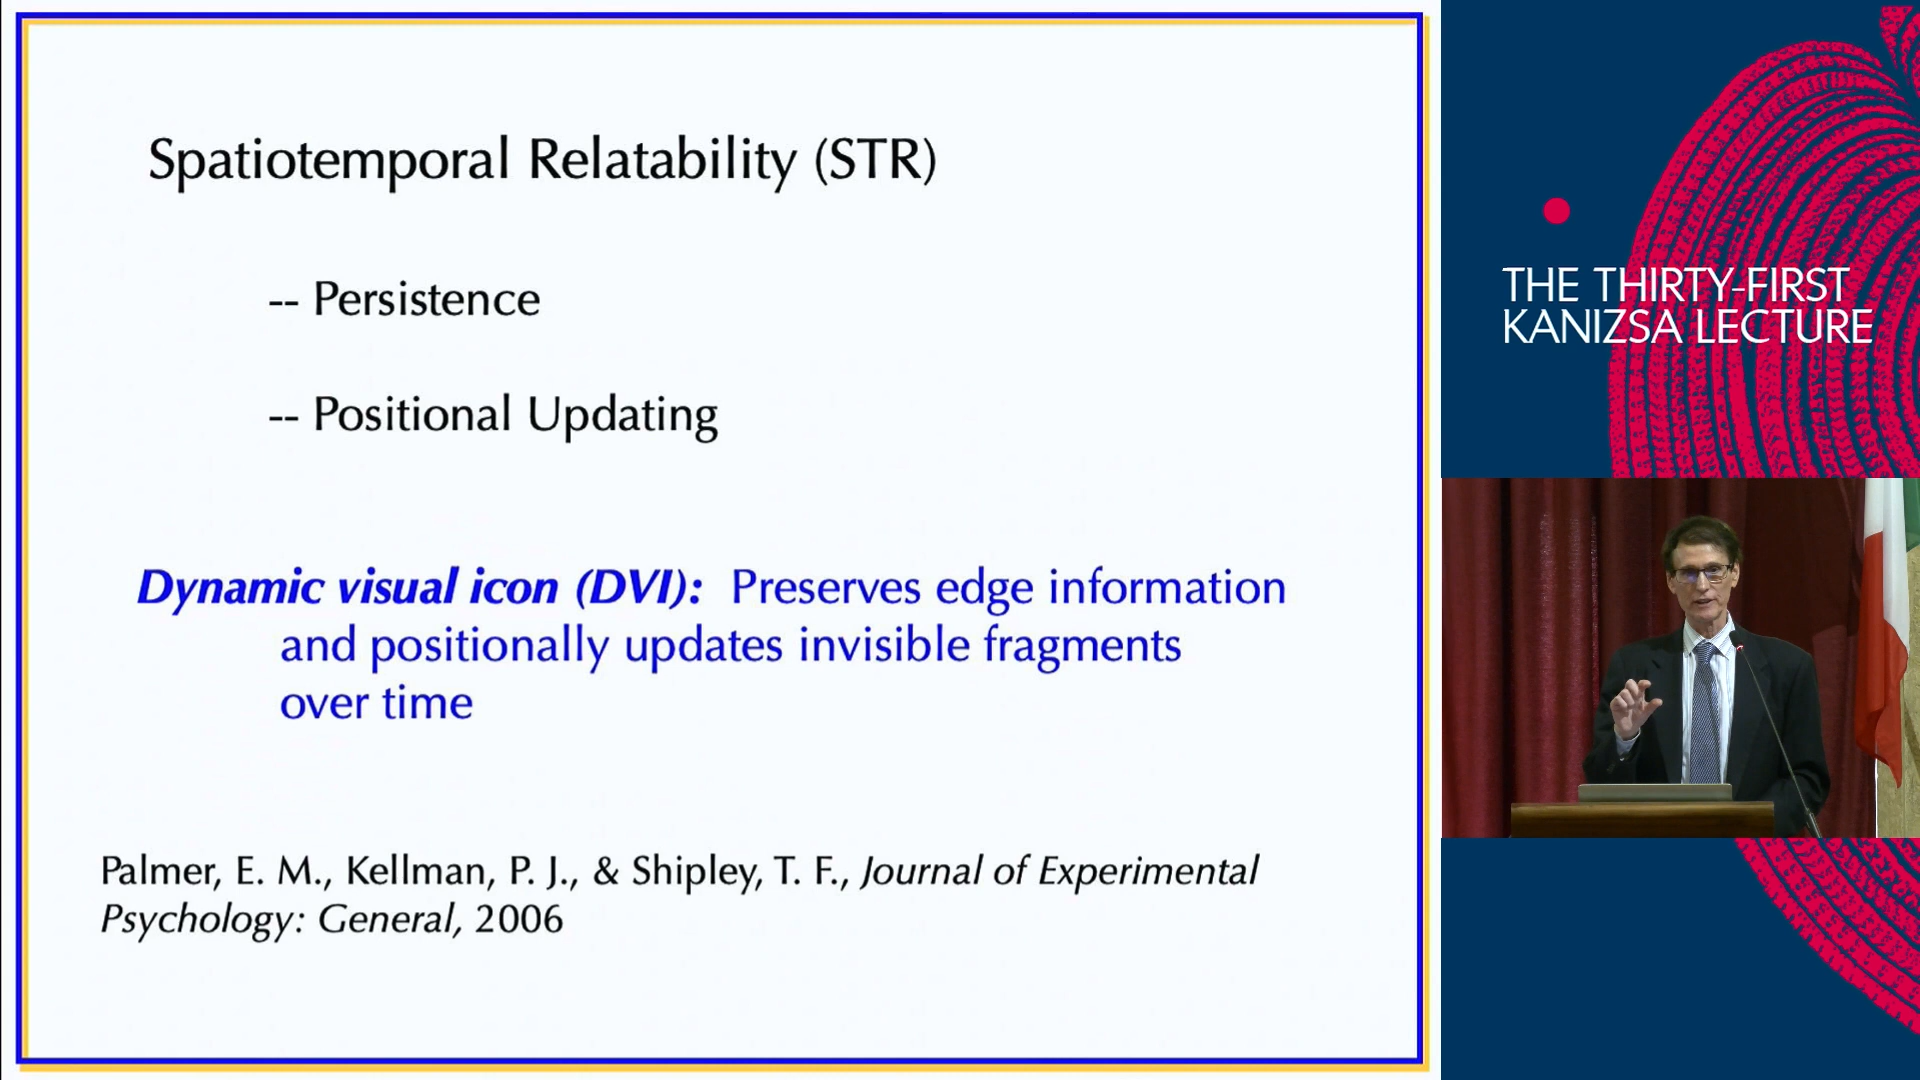 Spatiotemporal Relatability (STR)
-- Persistence
-- Positional Updating
Dynamic visual icon (DVI): Preserves edge information
and positionally updates invisible fragments
over time
Palmer, E. M., Kellman, P. J., & Shipley, T. F., Journal of Experimental
Psychology: General, 2006
THE THIRTY-FIRST
KANIZSA LECTURE